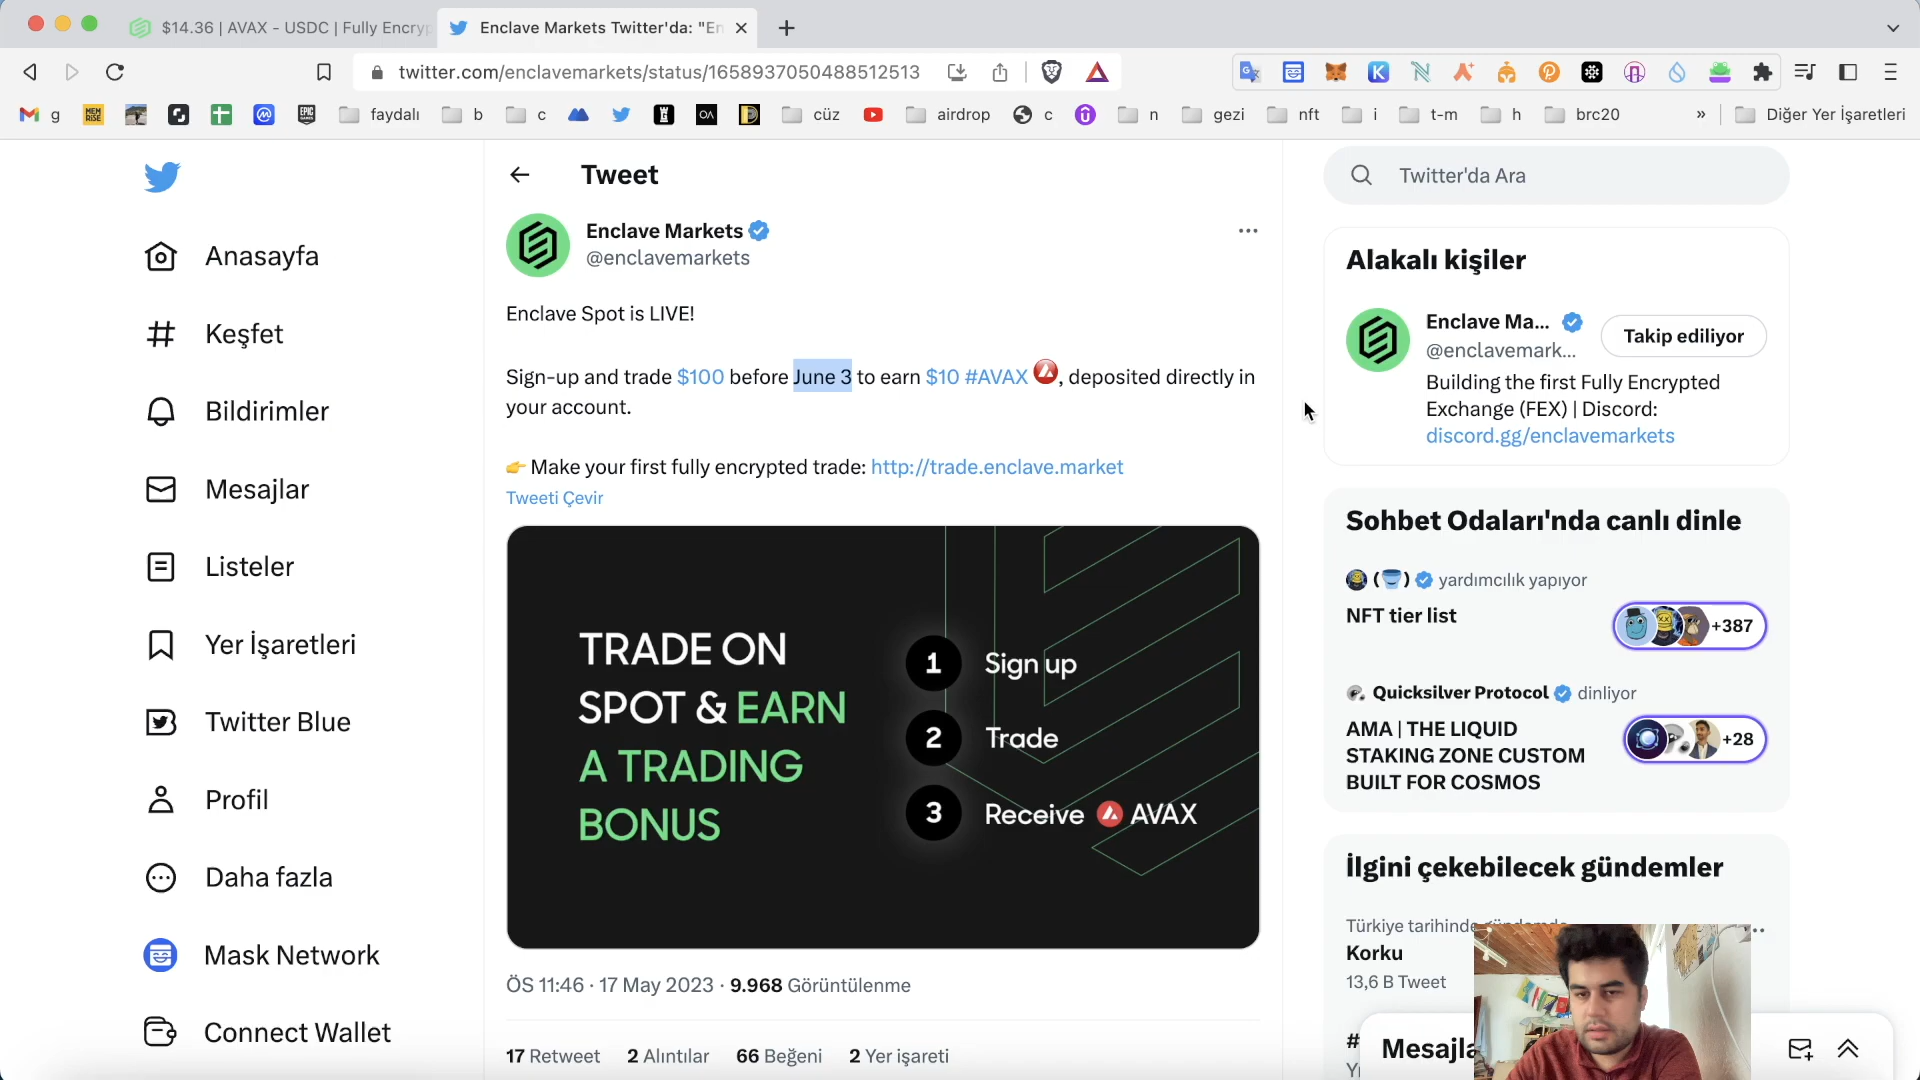 $14.36 | AVAX - USDC | Fully Encry
Enclave Markets Twitter'da: "En
twitter.com/enclavemarkets/status/1658937050488512513
g
faydalı
b
c
cüz
airdrop
c
n
gezi
nft
i
t-m
h
brc20
»
Diğer Yer İşaretleri
Anasayfa
Keşfet
Bildirimler
Mesajlar
Listeler
Yer İşaretleri
Twitter Blue
Profil
Daha fazla
Mask Network
Connect Wallet
Tweet
Enclave Markets
@enclavemarkets
Enclave Spot is LIVE!
Sign-up and trade $100 before June 3 to earn $10 #AVAX , deposited directly in
your account.
👉 Make your first fully encrypted trade: http://trade.enclave.market
Tweeti Çevir
TRADE ON
SPOT & EARN
A TRADING
BONUS
1 Sign up
2 Trade
3 Receive AVAX
ÖS 11:46 · 17 May 2023 · 9.968 Görüntülenme
17 Retweet 2 Alıntılar 66 Beğeni 2 Yer işareti
Twitter'da Ara
Alakalı kişiler
Enclave Ma...
@enclavemark...
Takip ediliyor
Building the first Fully Encrypted
Exchange (FEX) | Discord:
discord.gg/enclavemarkets
Sohbet Odaları'nda canlı dinle
( ) yardımcılık yapıyor
NFT tier list
+387
Quicksilver Protocol dinliyor
AMA | THE LIQUID
STAKING ZONE CUSTOM
BUILT FOR COSMOS
+28
İlgini çekebilecek gündemler
Türkiye tarihinde gündemde
Korku
13,6 B Tweet
#
Mesajla